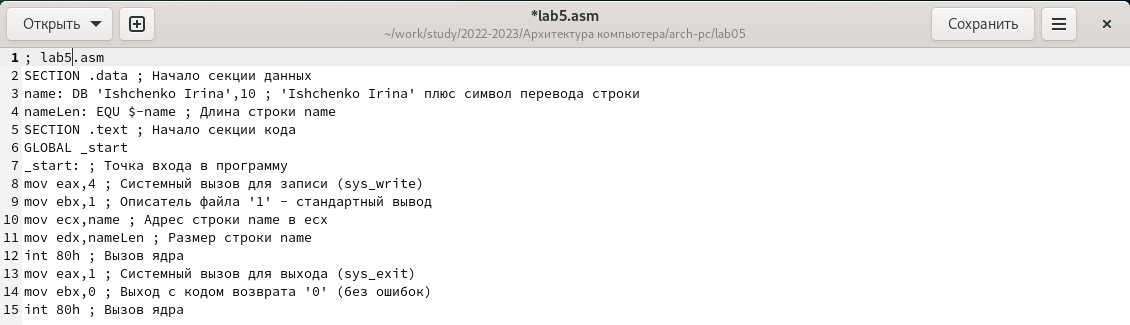 Открыть
*lab5.asm
~/work/study/2022-2023/Архитектура компьютера/arch-pc/lab05
Сохранить
1 ; lab5.asm
2 SECTION .data ; Начало секции данных
3 name: DB 'Ishchenko Irina',10 ; 'Ishchenko Irina' плюс символ перевода строки
4 nameLen: EQU $-name ; Длина строки name
5 SECTION .text ; Начало секции кода
6 GLOBAL _start
7 _start: ; Точка входа в программу
8 mov eax,4 ; Системный вызов для записи (sys_write)
9 mov ebx,1 ; Описатель файла '1' - стандартный вывод
10 mov ecx,name ; Адрес строки name в ecx
11 mov edx,nameLen ; Размер строки name
12 int 80h ; Вызов ядра
13 mov eax,1 ; Системный вызов для выхода (sys_exit)
14 mov ebx,0 ; Выход с кодом возврата '0' (без ошибок)
15 int 80h ; Вызов ядра